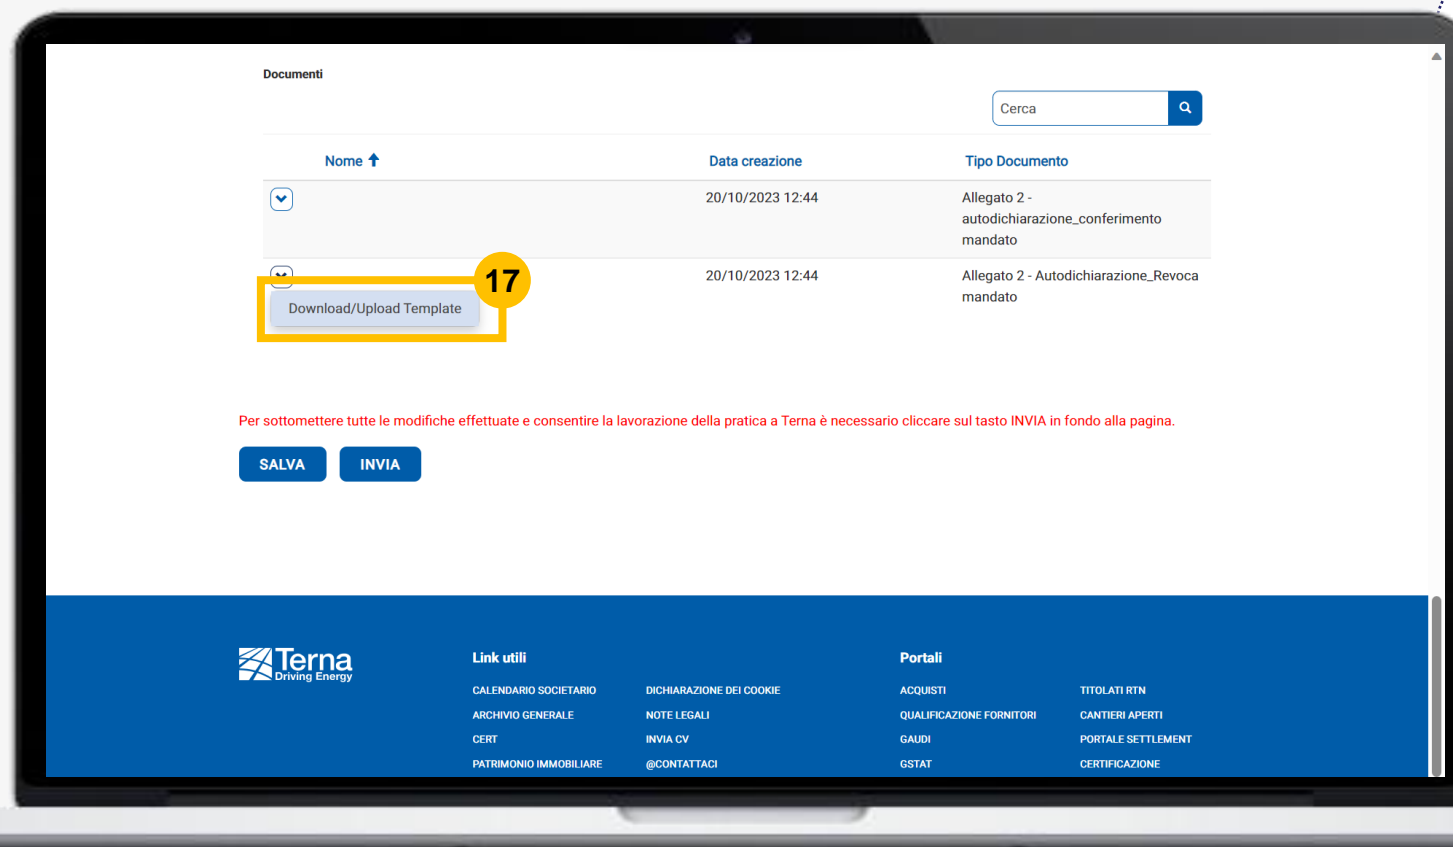 Documenti
Cerca
Nome Data creazione Tipo Documento
20/10/2023 12:44 Allegato 2 -
autodichiarazione_conferimento
mandato
20/10/2023 12:44 Allegato 2 - Autodichiarazione_Revoca
mandato
17
Download/Upload Template
Per sottomettere tutte le modifiche effettuate e consentire la lavorazione della pratica a Terna è necessario cliccare sul tasto INVIA in fondo alla pagina.
SALVA INVIA
Terna
Driving Energy
Link utili
CALENDARIO SOCIETARIO DICHIARAZIONE DEI COOKIE
ARCHIVIO GENERALE NOTE LEGALI
CERT INVIA CV
PATRIMONIO IMMOBILIARE @CONTATTACI
Portali
ACQUISTI TITOLATI RTN
QUALIFICAZIONE FORNITORI CANTIERI APERTI
GAUDI PORTALE SETTLEMENT
GSTAT CERTIFICAZIONE